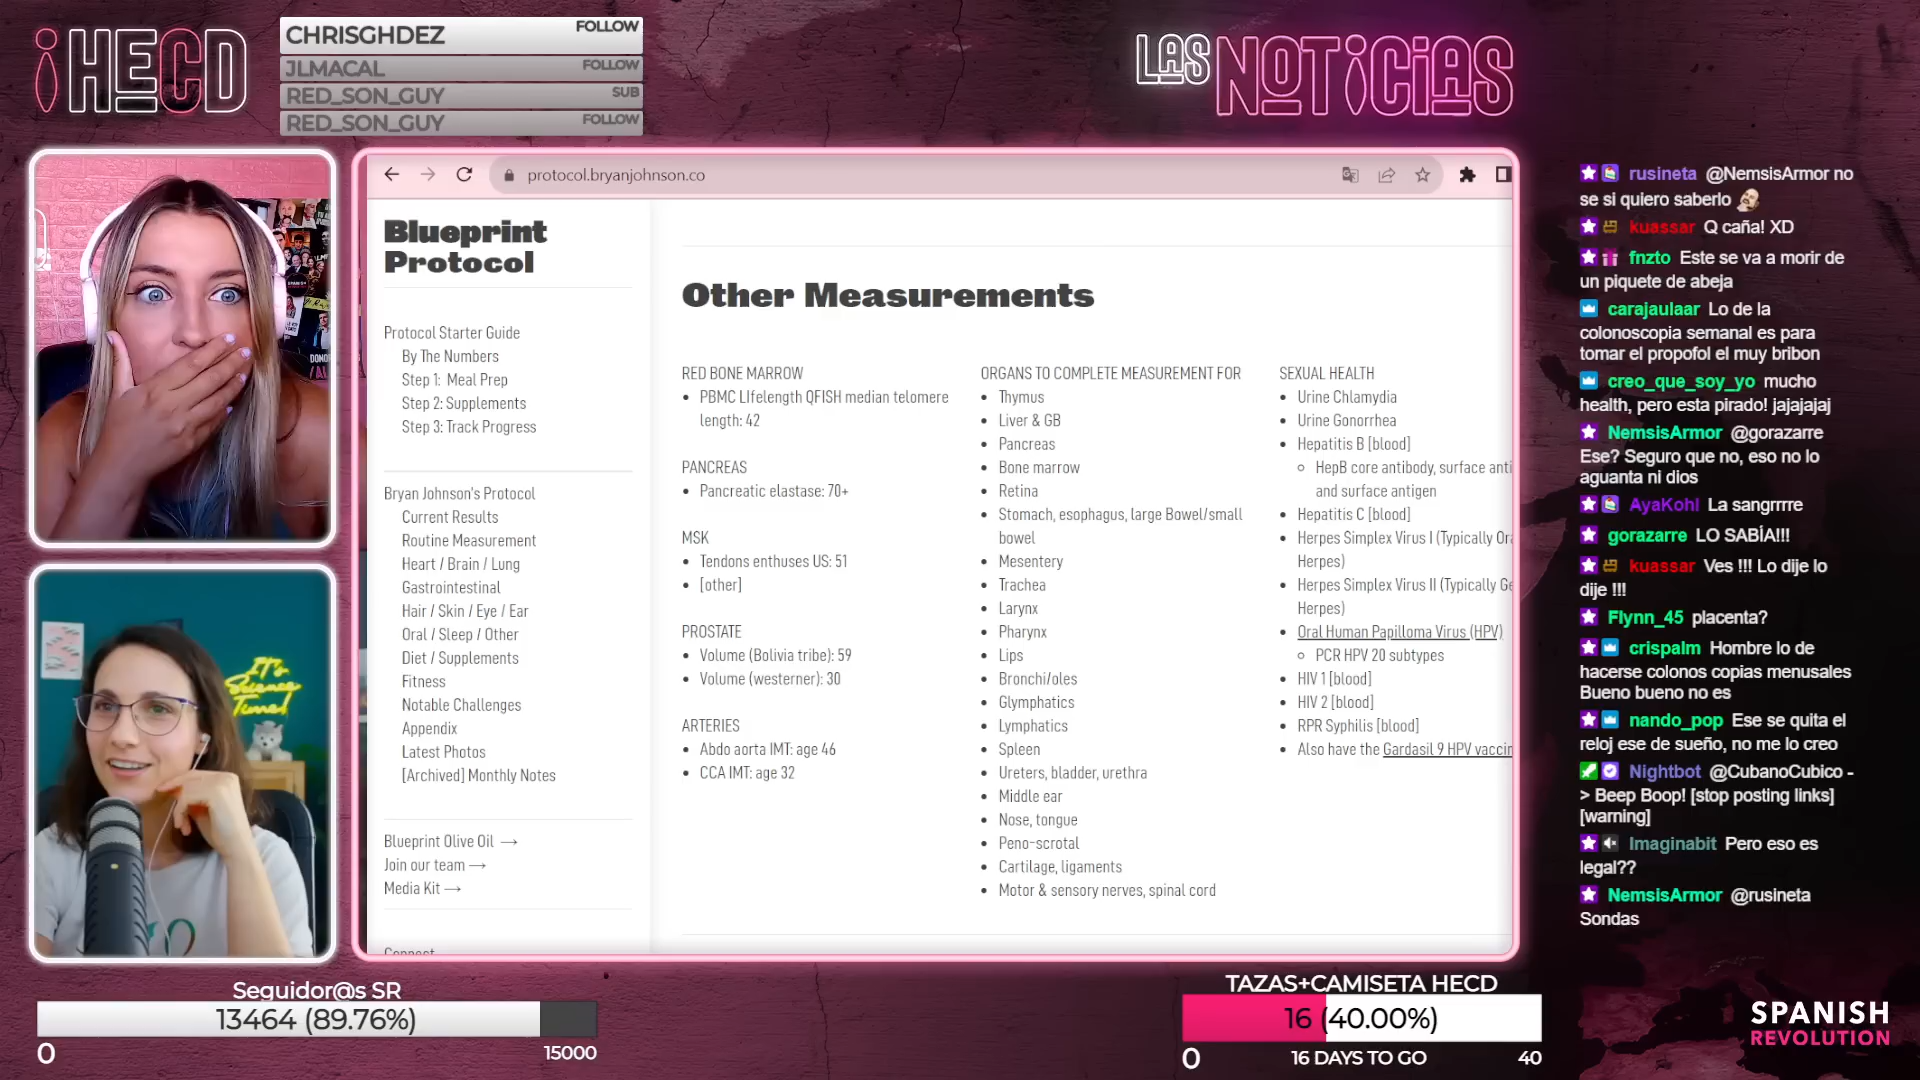 ¡HECD
CHRISGHDEZ FOLLOW
JLMACAL FOLLOW
RED_SON_GUY SUB
RED_SON_GUY FOLLOW
LAS NOTICIAS
protocol.bryanjohnson.co
Blueprint
Protocol
Protocol Starter Guide
By The Numbers
Step 1: Meal Prep
Step 2: Supplements
Step 3: Track Progress
Bryan Johnson's Protocol
Current Results
Routine Measurement
Heart / Brain / Lung
Gastrointestinal
Hair / Skin / Eye / Ear
Oral / Sleep / Other
Diet / Supplements
Fitness
Notable Challenges
Appendix
Latest Photos
[Archived] Monthly Notes
Blueprint Olive Oil →
Join our team →
Media Kit →
Connect
Other Measurements
RED BONE MARROW
• PBMC LIfelength QFISH median telomere
length: 42
PANCREAS
• Pancreatic elastase: 70+
MSK
• Tendons enthuses US: 51
• [other]
PROSTATE
• Volume (Bolivia tribe): 59
• Volume (westerner): 30
ARTERIES
• Abdo aorta IMT: age 46
• CCA IMT: age 32
ORGANS TO COMPLETE MEASUREMENT FOR
• Thymus
• Liver & GB
• Pancreas
• Bone marrow
• Retina
• Stomach, esophagus, large Bowel/small
bowel
• Mesentery
• Trachea
• Larynx
• Pharynx
• Lips
• Bronchi/oles
• Glymphatics
• Lymphatics
• Spleen
• Ureters, bladder, urethra
• Middle ear
• Nose, tongue
• Peno-scrotal
• Cartilage, ligaments
• Motor & sensory nerves, spinal cord
SEXUAL HEALTH
• Urine Chlamydia
• Urine Gonorrhea
• Hepatitis B [blood]
◦ HepB core antibody, surface anti
and surface antigen
• Hepatitis C [blood]
• Herpes Simplex Virus I (Typically Or
Herpes)
• Herpes Simplex Virus II (Typically Ge
Herpes)
• Oral Human Papilloma Virus (HPV)
◦ PCR HPV 20 subtypes
• HIV 1 [blood]
• HIV 2 [blood]
• RPR Syphilis [blood]
• Also have the Gardasil 9 HPV vaccin
It's
Science
Time!
rusineta @NemsisArmor no
se si quiero saberlo
kuassar Q caña! XD
fnzto Este se va a morir de
un piquete de abeja
carajaulaar Lo de la
colonoscopia semanal es para
tomar el propofol el muy bribon
creo_que_soy_yo mucho
health, pero esta pirado! jajajajaj
NemsisArmor @gorazarre
Ese? Seguro que no, eso no lo
aguanta ni dios
AyaKohl La sangrrrre
gorazarre LO SABÍA!!!
kuassar Ves !!! Lo dije lo
dije !!!
Flynn_45 placenta?
crispalm Hombre lo de
hacerse colonos copias menusales
Bueno bueno no es
nando_pop Ese se quita el
reloj ese de sueño, no me lo creo
Nightbot @CubanoCubico -
> Beep Boop! [stop posting links]
[warning]
Imaginabit Pero eso es
legal??
NemsisArmor @rusineta
Sondas
Seguidor@s SR
13464 (89.76%)
0 15000
TAZAS+CAMISETA HECD
16 (40.00%)
0 16 DAYS TO GO 40
SPANISH
REVOLUTION